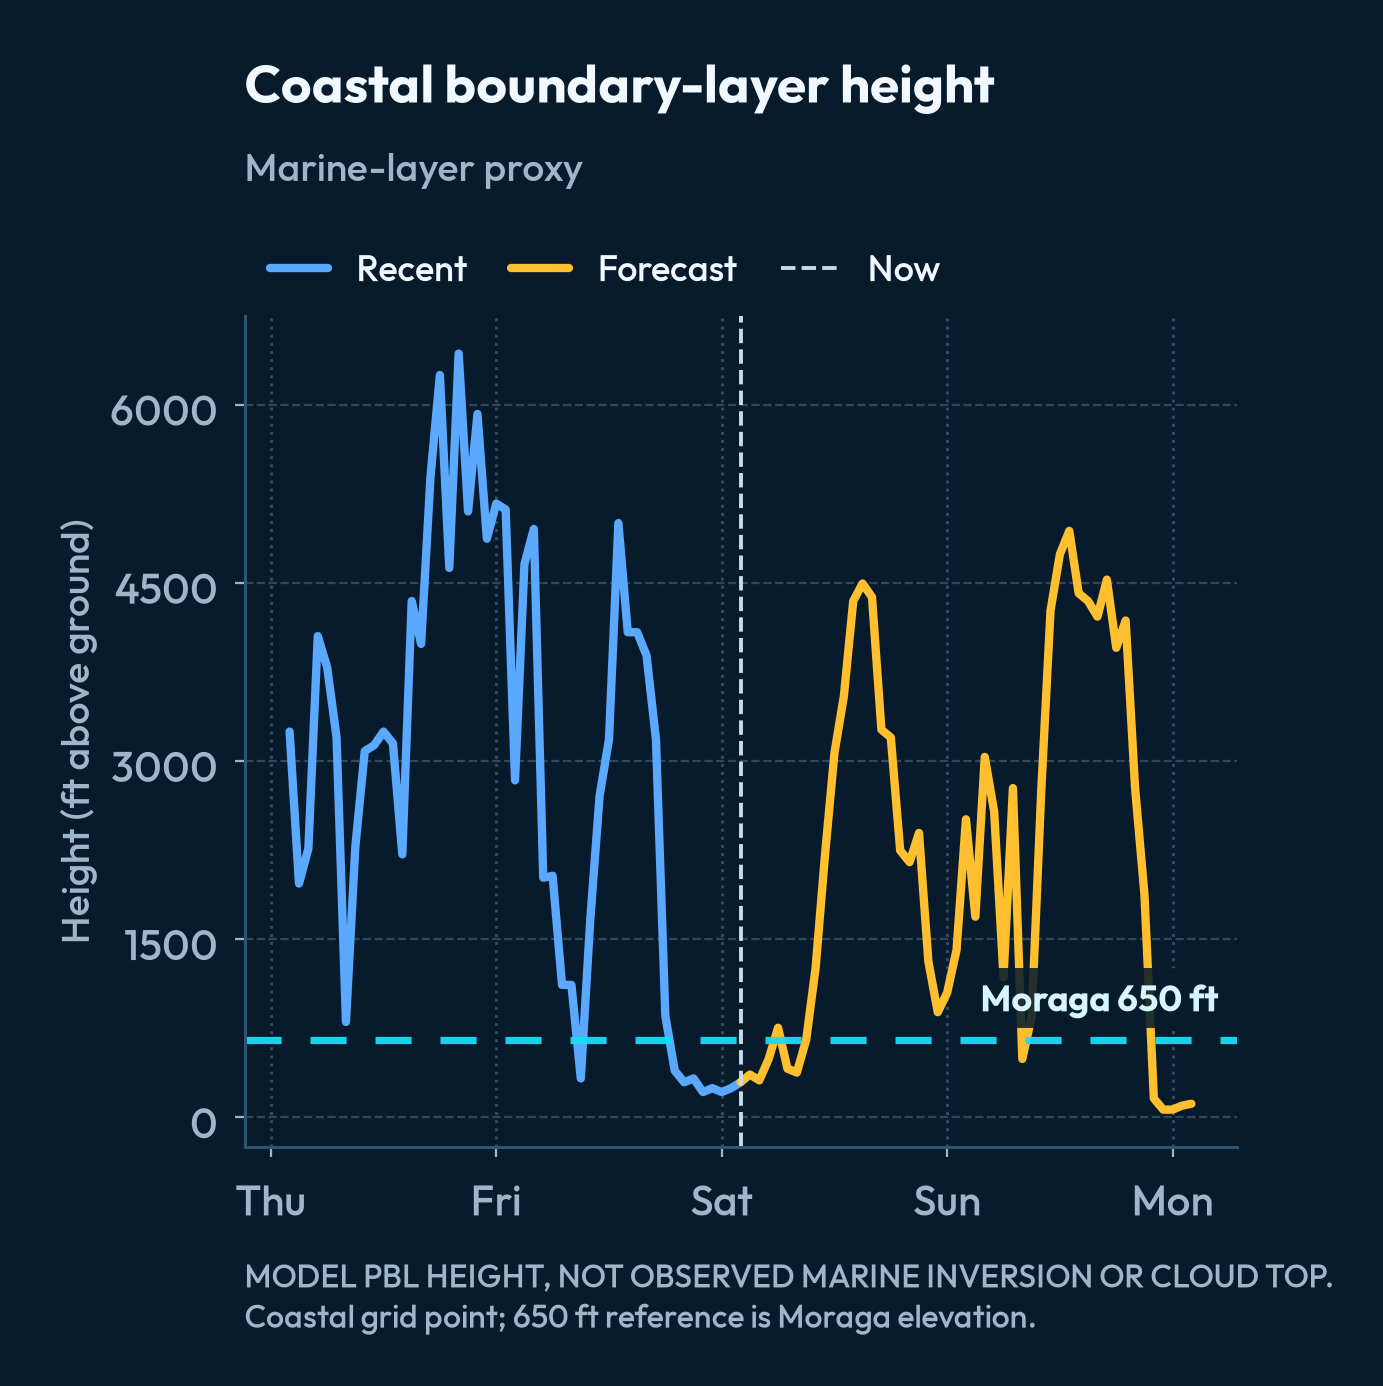 Coastal boundary-layer height
Marine-layer proxy
Recent Forecast Now
Height (ft above ground)
6000
4500
3000
1500
0
Moraga 650 ft
Thu Fri Sat Sun Mon
MODEL PBL HEIGHT, NOT OBSERVED MARINE INVERSION OR CLOUD TOP.
Coastal grid point; 650 ft reference is Moraga elevation.